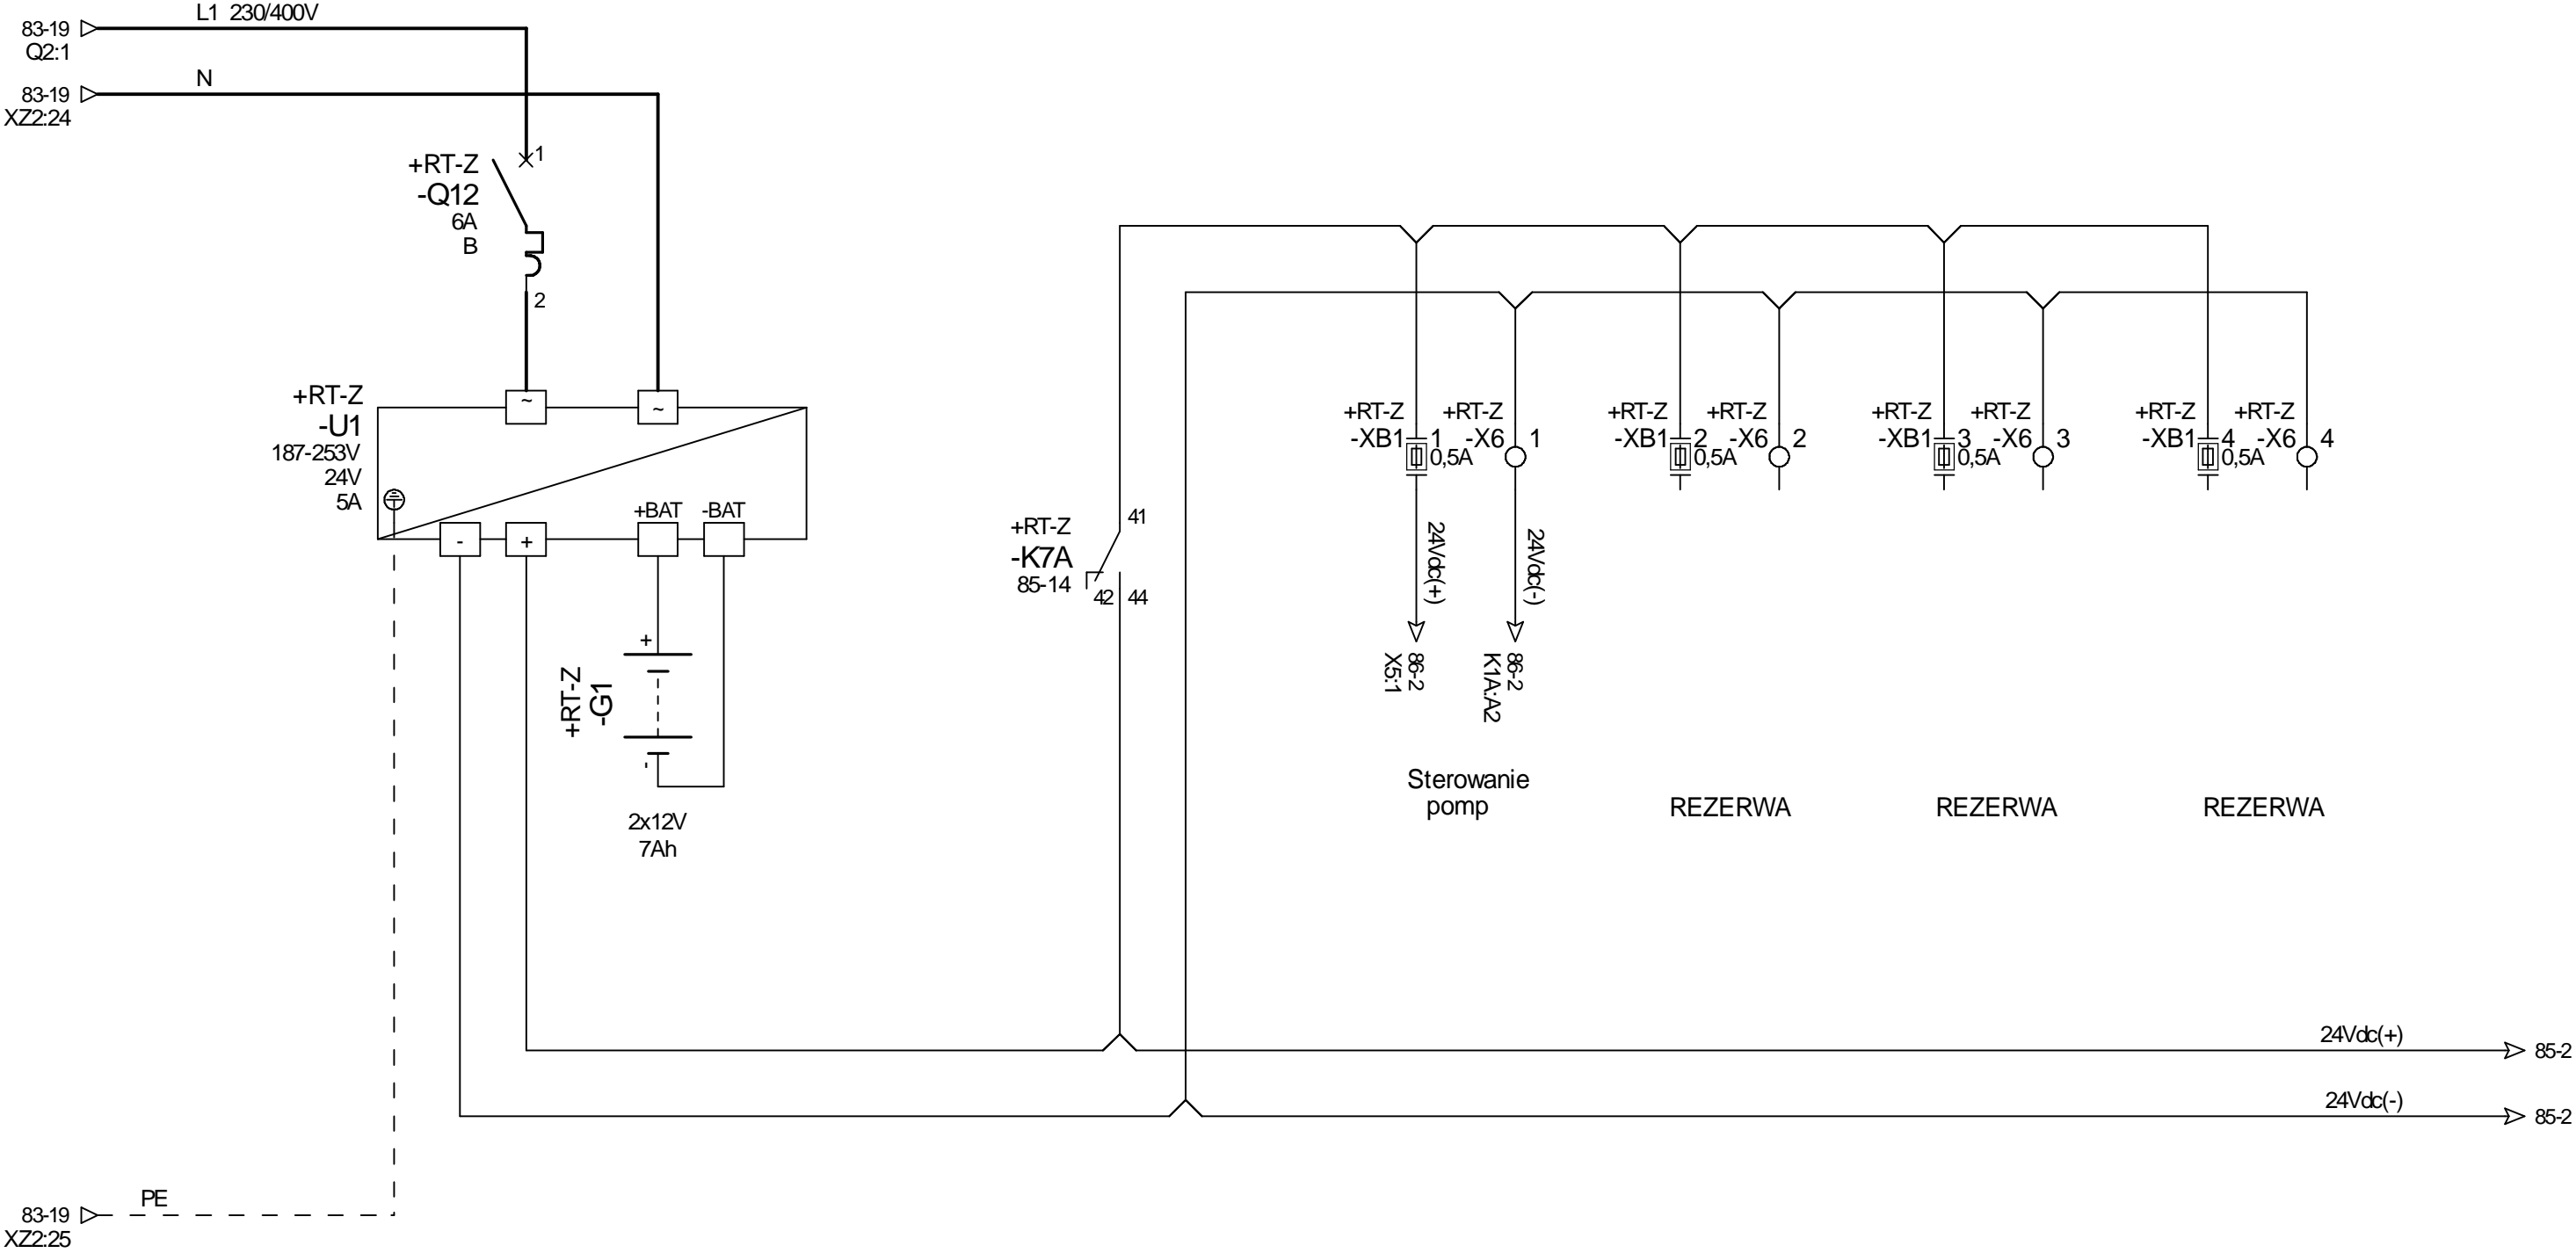 L1 230/400V
83-19
Q2:1
N
83-19
XZ2:24
+RT-Z
-Q12
6A
B
1
2
+RT-Z
-U1
187-253V
24V
5A
~
~
-
+
+BAT
-BAT
+
+RT-Z
-G1
-
2x12V
7Ah
+RT-Z
-K7A
85-14
41
42
44
+RT-Z
-XB1
1
0,5A
+RT-Z
-X6
1
+RT-Z
-XB1
2
0,5A
+RT-Z
-X6
2
+RT-Z
-XB1
3
0,5A
+RT-Z
-X6
3
+RT-Z
-XB1
4
0,5A
+RT-Z
-X6
4
24Vdc(+)
24Vdc(-)
86-2
X5:1
86-2
K1A:A2
Sterowanie
pomp
REZERWA
REZERWA
REZERWA
24Vdc(+)
85-2
24Vdc(-)
85-2
PE
83-19
XZ2:25